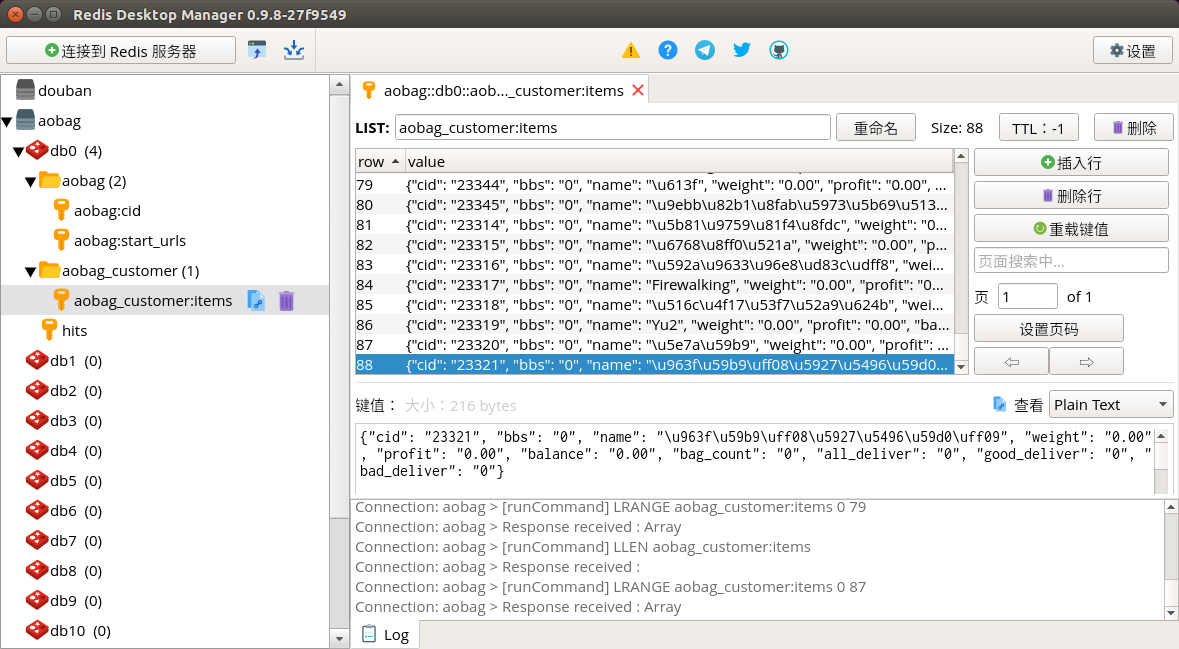 Redis Desktop Manager 0.9.8-27f9549
连接到 Redis 服务器
设置
douban
aobag
db0 (4)
aobag (2)
aobag:cid
aobag:start_urls
aobag_customer (1)
aobag_customer:items
hits
db1 (0)
db2 (0)
db3 (0)
db4 (0)
db5 (0)
db6 (0)
db7 (0)
db8 (0)
db9 (0)
db10 (0)
aobag::db0::aob..._customer:items
LIST: aobag_customer:items 重命名 Size: 88 TTL：-1 删除
row value
79 {"cid": "23344", "bbs": "0", "name": "\u613f", "weight": "0.00", "profit": "0.00", ...
80 {"cid": "23345", "bbs": "0", "name": "\u9ebb\u82b1\u8fab\u5973\u5b69\u513...
81 {"cid": "23314", "bbs": "0", "name": "\u5b81\u9759\u81f4\u8fdc", "weight": "0...
82 {"cid": "23315", "bbs": "0", "name": "\u6768\u8ff0\u521a", "weight": "0.00", "p...
83 {"cid": "23316", "bbs": "0", "name": "\u592a\u9633\u96e8\ud83c\udff8", "wei...
84 {"cid": "23317", "bbs": "0", "name": "Firewalking", "weight": "0.00", "profit": "0...
85 {"cid": "23318", "bbs": "0", "name": "\u516c\u4f17\u53f7\u52a9\u624b", "wei...
86 {"cid": "23319", "bbs": "0", "name": "Yu2", "weight": "0.00", "profit": "0.00", "ba...
87 {"cid": "23320", "bbs": "0", "name": "\u5e7a\u59b9", "weight": "0.00", "profit": ...
88 {"cid": "23321", "bbs": "0", "name": "\u963f\u59b9\uff08\u5927\u5496\u59d0...
插入行
删除行
重载键值
页面搜索中...
页 1 of 1
设置页码
键值： 大小：216 bytes
查看 Plain Text
{"cid": "23321", "bbs": "0", "name": "\u963f\u59b9\uff08\u5927\u5496\u59d0\uff09", "weight": "0.00"
, "profit": "0.00", "balance": "0.00", "bag_count": "0", "all_deliver": "0", "good_deliver": "0", "
bad_deliver": "0"}
Connection: aobag > [runCommand] LRANGE aobag_customer:items 0 79
Connection: aobag > Response received : Array
Connection: aobag > [runCommand] LLEN aobag_customer:items
Connection: aobag > Response received :
Connection: aobag > [runCommand] LRANGE aobag_customer:items 0 87
Connection: aobag > Response received : Array
Log